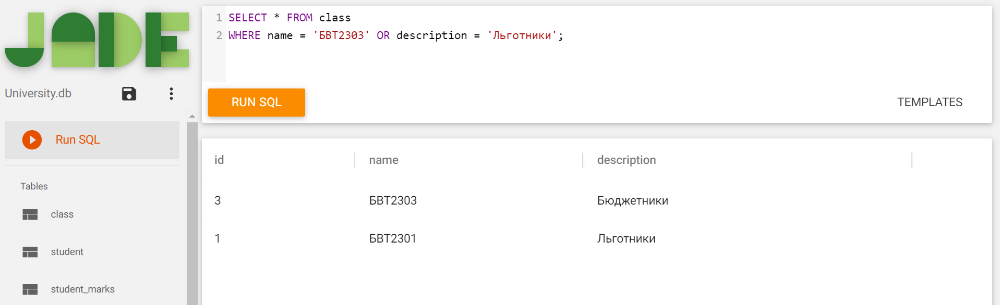 JADE
University.db
Run SQL
Tables
class
student
student_marks
1 SELECT * FROM class
2 WHERE name = 'БВТ2303' OR description = 'Льготники';
RUN SQL
TEMPLATES
id name description
3 БВТ2303 Бюджетники
1 БВТ2301 Льготники